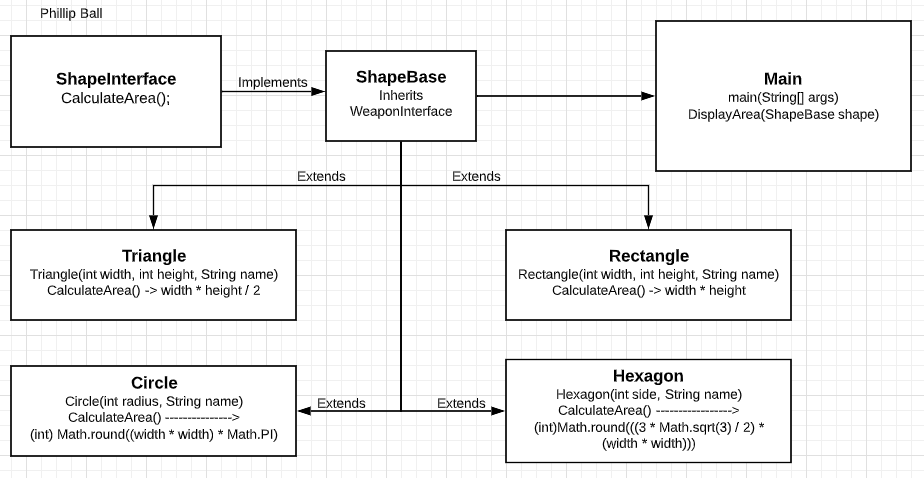 Phillip Ball
ShapeInterface
CalculateArea();
Implements
ShapeBase
Inherits
WeaponInterface
Main
main(String[] args)
DisplayArea(ShapeBase shape)
Extends
Extends
Triangle
Triangle(int width, int height, String name)
CalculateArea() -> width * height / 2
Rectangle
Rectangle(int width, int height, String name)
CalculateArea() -> width * height
Circle
Circle(int radius, String name)
CalculateArea() --------------->
(int) Math.round((width * width) * Math.PI)
Extends
Extends
Hexagon
Hexagon(int side, String name)
CalculateArea() ----------------->
(int)Math.round(((3 * Math.sqrt(3) / 2) *
(width * width)))